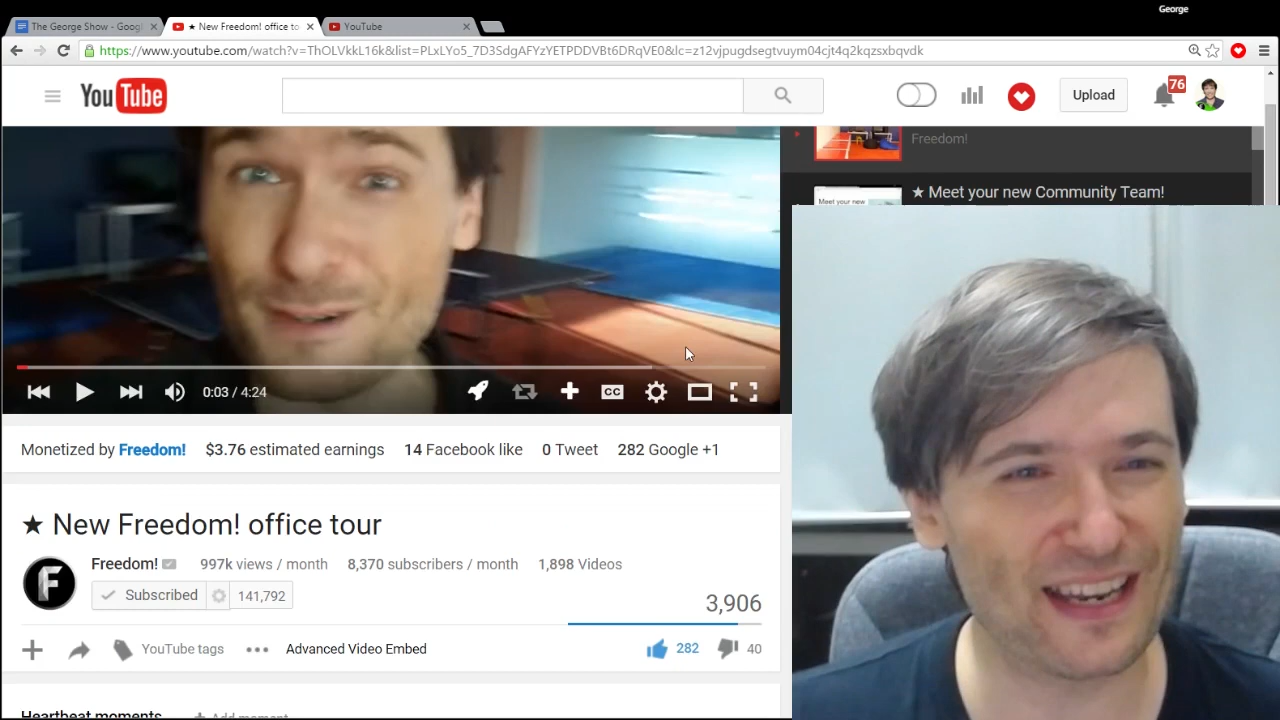 George
The George Show - Googl
★ New Freedom! office to
YouTube
https://www.youtube.com/watch?v=ThOLVkkL16k&list=PLxLYo5_7D3SdgAFYzYETPDDVBt6DRqVE0&lc=z12vjpugdsegtvuym04cjt4q2kqzsxbqvdk
YouTube
Upload
76
Freedom!
★ Meet your new Community Team!
Meet your new
0:03 / 4:24
CC
Monetized by Freedom! $3.76 estimated earnings 14 Facebook like 0 Tweet 282 Google +1
★ New Freedom! office tour
F
Freedom! 997k views / month 8,370 subscribers / month 1,898 Videos
Subscribed 141,792
3,906
YouTube tags Advanced Video Embed 282 40
Heartbeat moments Add moment